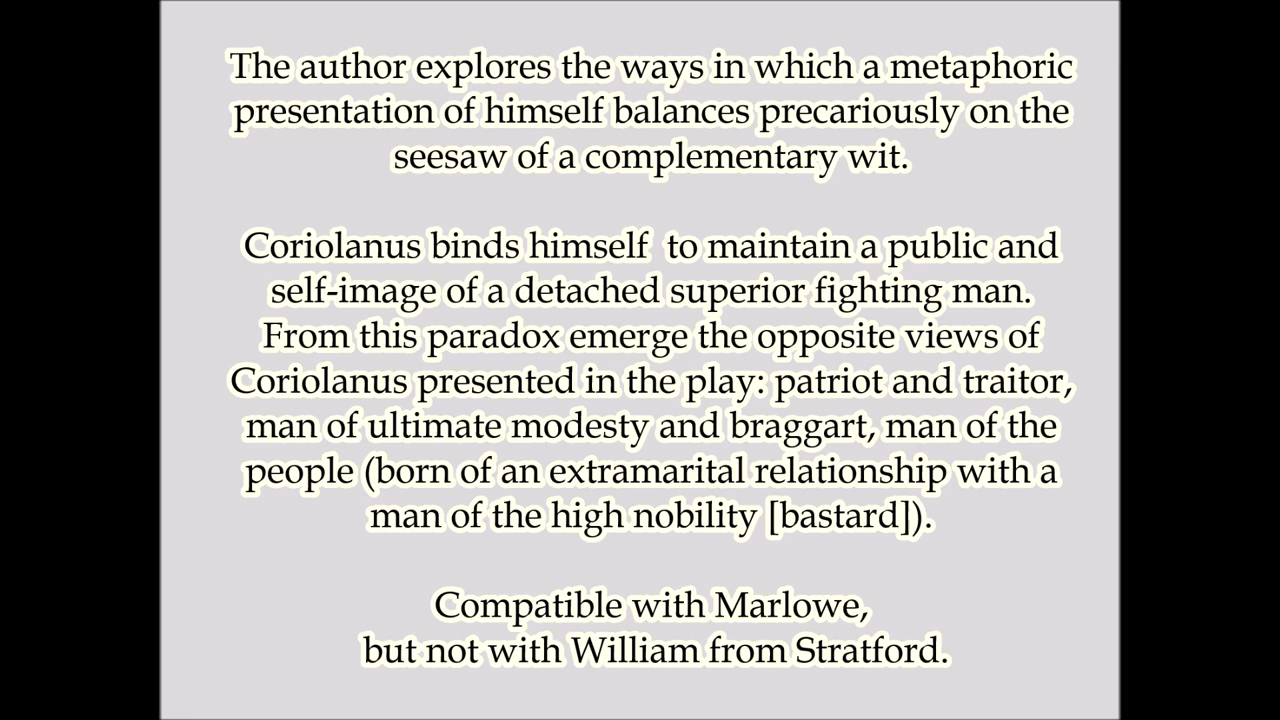 The author explores the ways in which a metaphoric
presentation of himself balances precariously on the
seesaw of a complementary wit.
Coriolanus binds himself  to maintain a public and
self-image of a detached superior fighting man.
From this paradox emerge the opposite views of
Coriolanus presented in the play: patriot and traitor,
man of ultimate modesty and braggart, man of the
people (born of an extramarital relationship with a
man of the high nobility [bastard]).
Compatible with Marlowe,
but not with William from Stratford.